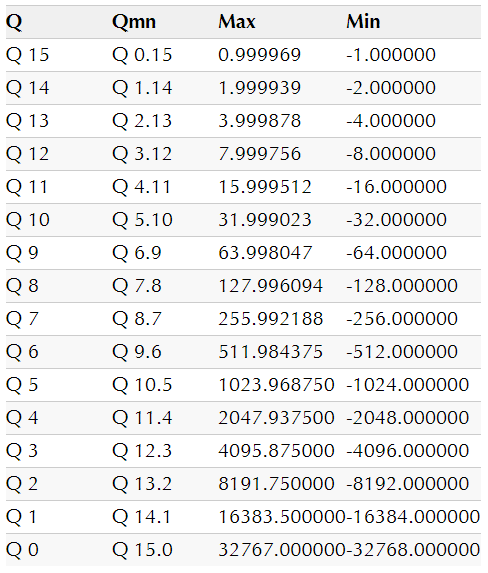 Q Qmn Max Min
Q 15 Q 0.15 0.999969 -1.000000
Q 14 Q 1.14 1.999939 -2.000000
Q 13 Q 2.13 3.999878 -4.000000
Q 12 Q 3.12 7.999756 -8.000000
Q 11 Q 4.11 15.999512 -16.000000
Q 10 Q 5.10 31.999023 -32.000000
Q 9 Q 6.9 63.998047 -64.000000
Q 8 Q 7.8 127.996094 -128.000000
Q 7 Q 8.7 255.992188 -256.000000
Q 6 Q 9.6 511.984375 -512.000000
Q 5 Q 10.5 1023.968750 -1024.000000
Q 4 Q 11.4 2047.937500 -2048.000000
Q 3 Q 12.3 4095.875000 -4096.000000
Q 2 Q 13.2 8191.750000 -8192.000000
Q 1 Q 14.1 16383.500000 -16384.000000
Q 0 Q 15.0 32767.000000 -32768.000000